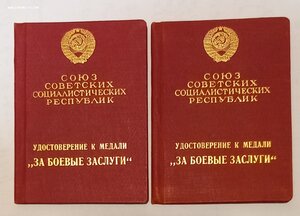 СОЮЗ
СОВЕТСКИХ
СОЦИАЛИСТИЧЕСКИХ
РЕСПУБЛИК
УДОСТОВЕРЕНИЕ К МЕДАЛИ
„ЗА БОЕВЫЕ ЗАСЛУГИ“
СОЮЗ
СОВЕТСКИХ
СОЦИАЛИСТИЧЕСКИХ
РЕСПУБЛИК
УДОСТОВЕРЕНИЕ К МЕДАЛИ
„ЗА БОЕВЫЕ ЗАСЛУГИ“